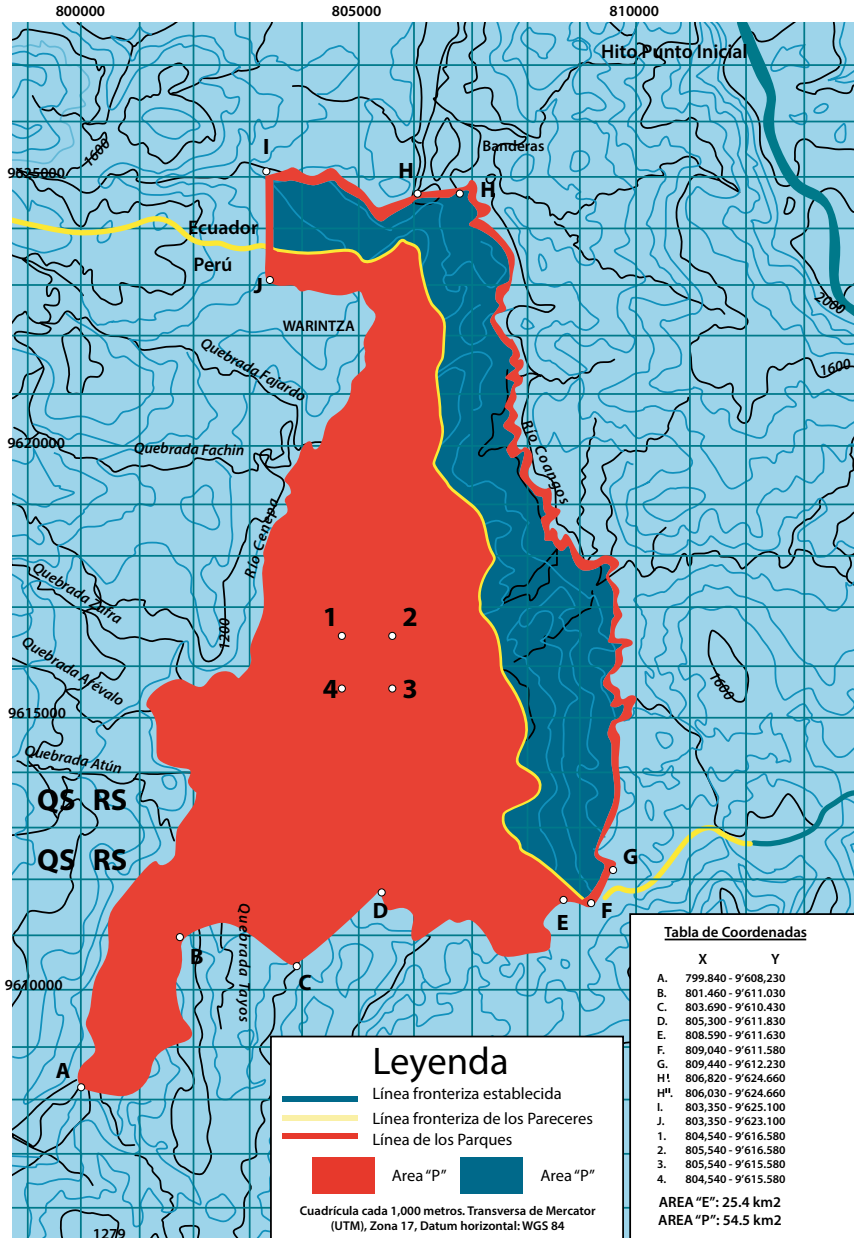 800000 805000 810000
Hito Punto Inicial
1600
Banderas
I
H
H
9625000
Ecuador
Perú
J
2000
WARINTZA
1600
Quebrada Fajardo
9620000
Quebrada Fachin
Río Coangos
Río Cenepa
Quebrada Zufra
1200
1 2
Quebrada Arévalo
4 3
1600
9615000
Quebrada Atún
QS RS
QS RS
G
D
E
F
B
Quebrada Tayos
C
9610000
A
1279
Leyenda
Línea fronteriza establecida
Línea fronteriza de los Pareceres
Línea de los Parques
Area "P" Area "P"
Cuadrícula cada 1,000 metros. Transversa de Mercator
(UTM), Zona 17, Datum horizontal: WGS 84
Tabla de Coordenadas
X Y
A. 799.840 - 9'608,230
B. 801.460 - 9'611.030
C. 803.690 - 9'610.430
D. 805,300 - 9'611.830
E. 808.590 - 9'611.630
F. 809,040 - 9'611.580
G. 809,440 - 9'612.230
H'. 806,820 - 9'624.660
H". 806,030 - 9'624.660
I. 803,350 - 9'625.100
J. 803,350 - 9'623.100
1. 804,540 - 9'616.580
2. 805,540 - 9'616.580
3. 805,540 - 9'615.580
4. 804,540 - 9'615.580
AREA "E": 25.4 km2
AREA "P": 54.5 km2